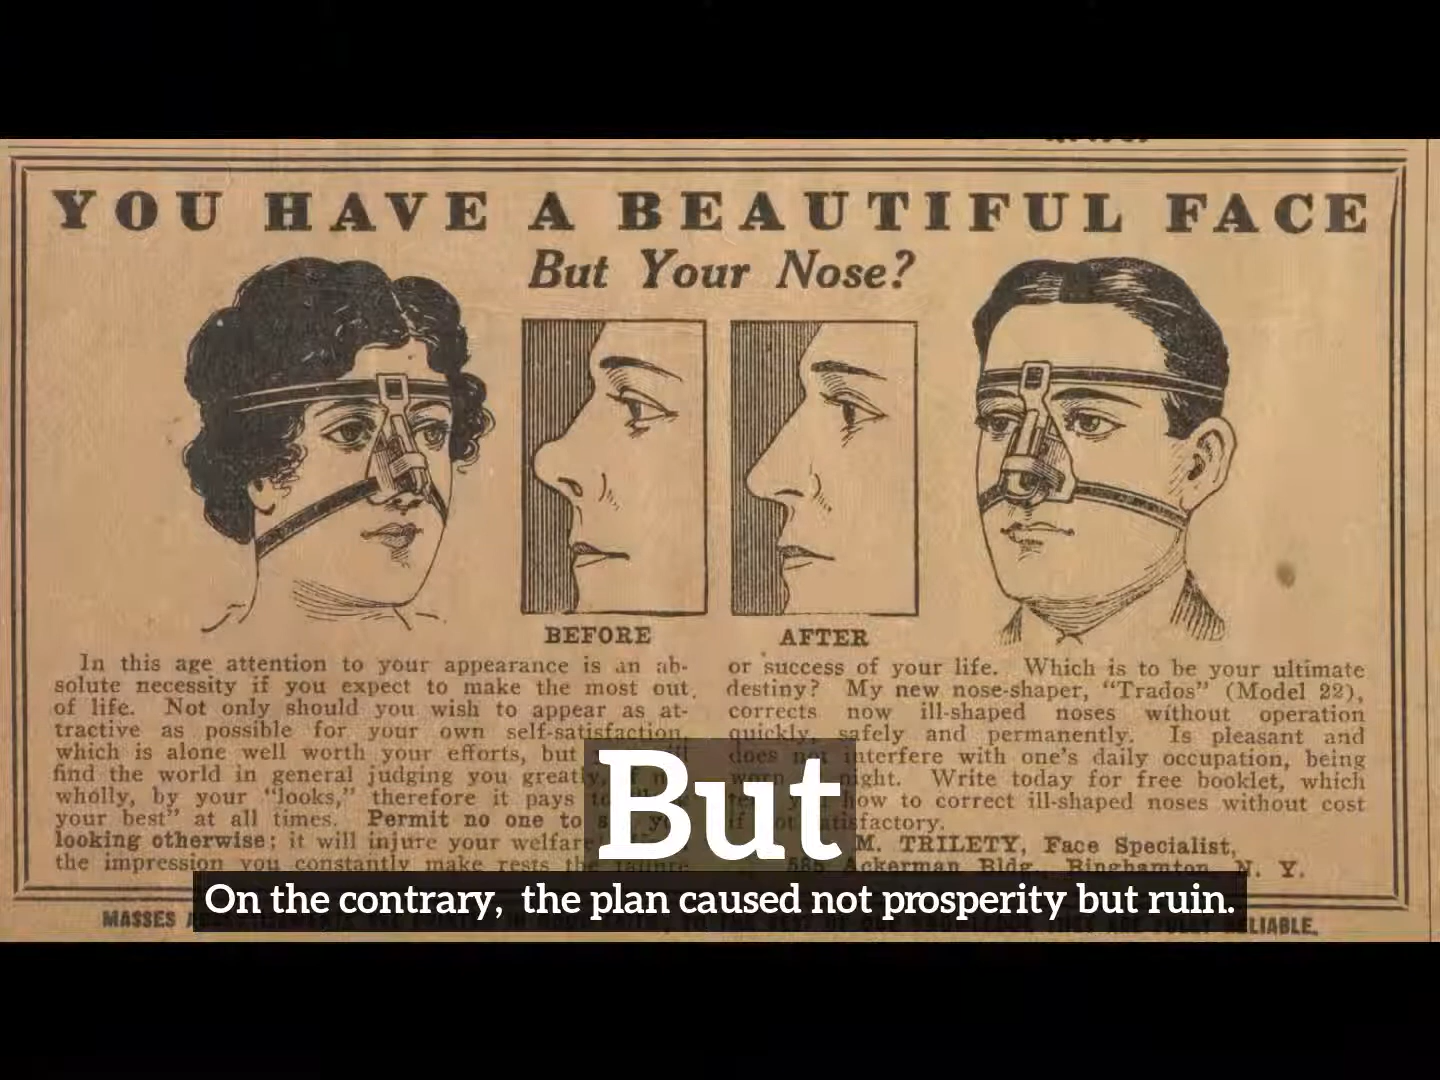 YOU HAVE A BEAUTIFUL FACE
But Your Nose?
BEFORE
AFTER
In this age attention to your appearance is an ab-
solute necessity if you expect to make the most out
of life. Not only should you wish to appear as at-
tractive as possible for your own self-satisfaction,
which is alone well worth your efforts, but
find the world in general judging you greatly,
wholly, by your "looks," therefore it pays
your best" at all times. Permit no one to
looking otherwise; it will injure your welfare
the impression you constantly make rests the failure
or success of your life. Which is to be your ultimate
destiny? My new nose-shaper, "Trados" (Model 22),
corrects now ill-shaped noses without operation
quickly, safely and permanently. Is pleasant and
does not interfere with one's daily occupation, being
worn night. Write today for free booklet, which
how to correct ill-shaped noses without cost
if not satisfactory.
M. TRILETY, Face Specialist,
585 Ackerman Bldg., Binghamton, N. Y.
But
On the contrary, the plan caused not prosperity but ruin.
MASSES